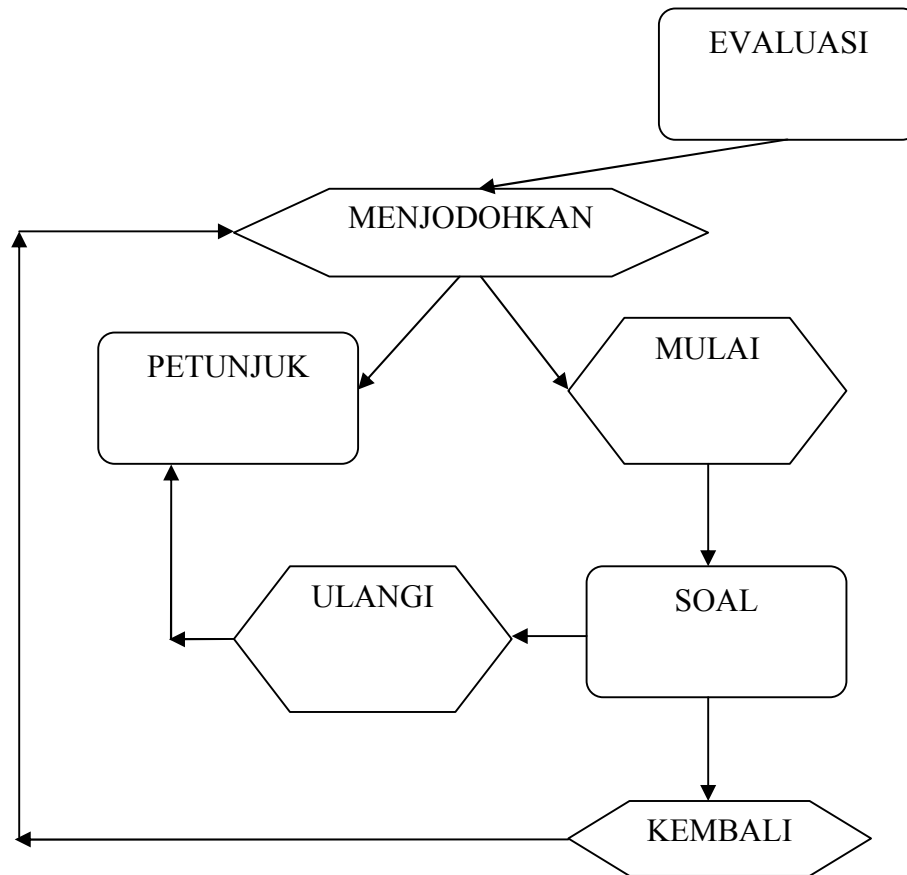 EVALUASI
MENJODOHKAN
PETUNJUK
MULAI
ULANGI
SOAL
KEMBALI